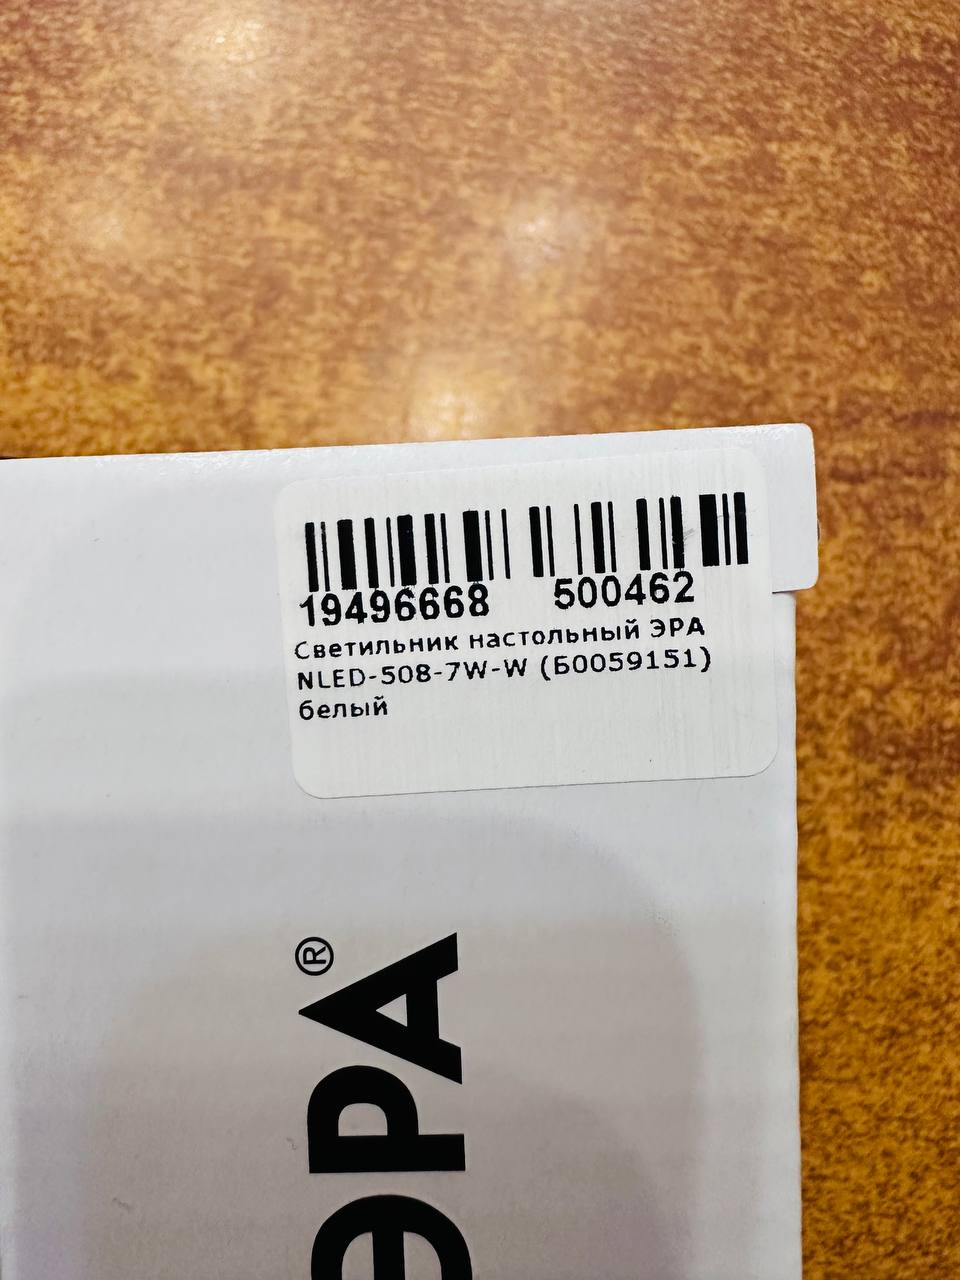 19496668 500462
Светильник настольный ЭРА
NLED-508-7W-W (Б0059151)
белый
ЭРА®